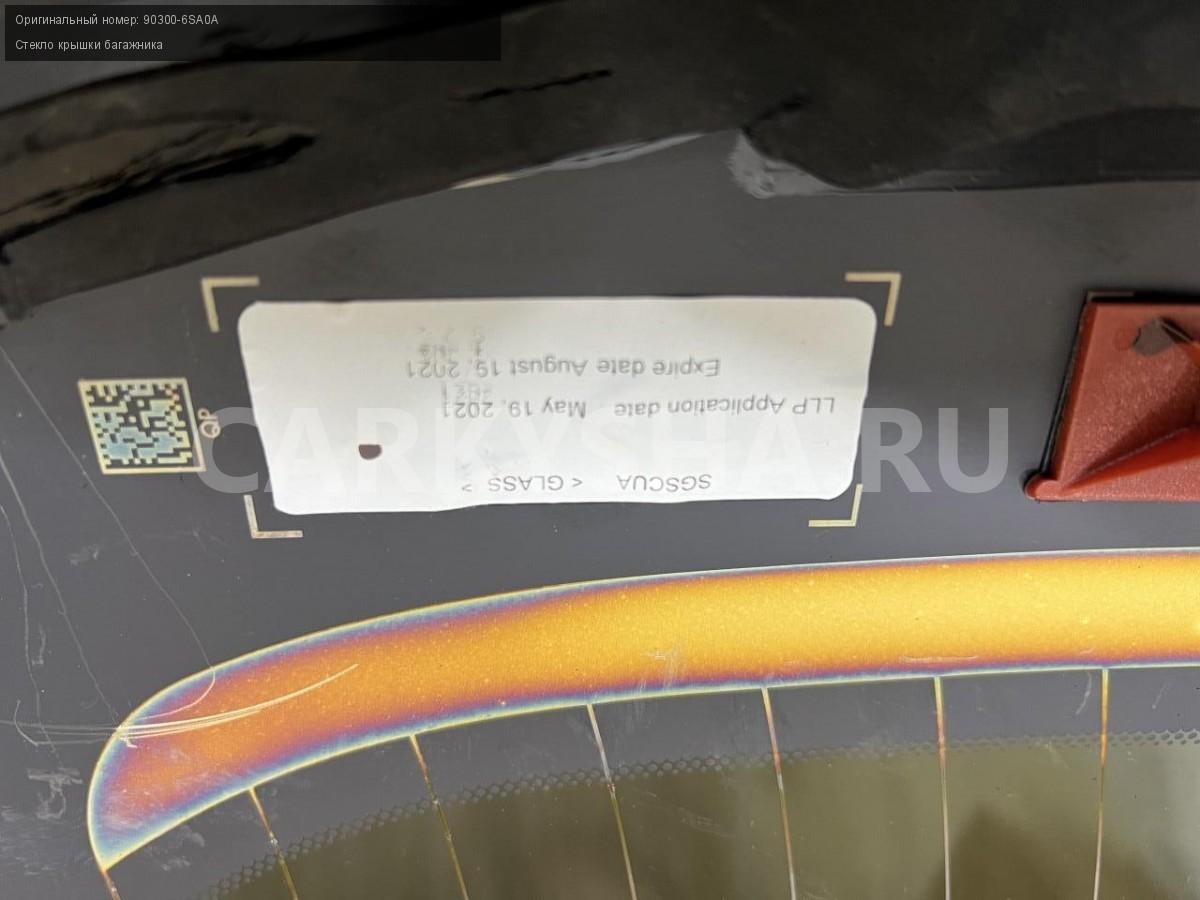 Оригинальный номер: 90300-6SA0A
Стекло крышки багажника
SGSCUA < GLASS >
LLP Application date May 19, 2021
Expire date August 19, 2021
QP
CARKYSHA.RU